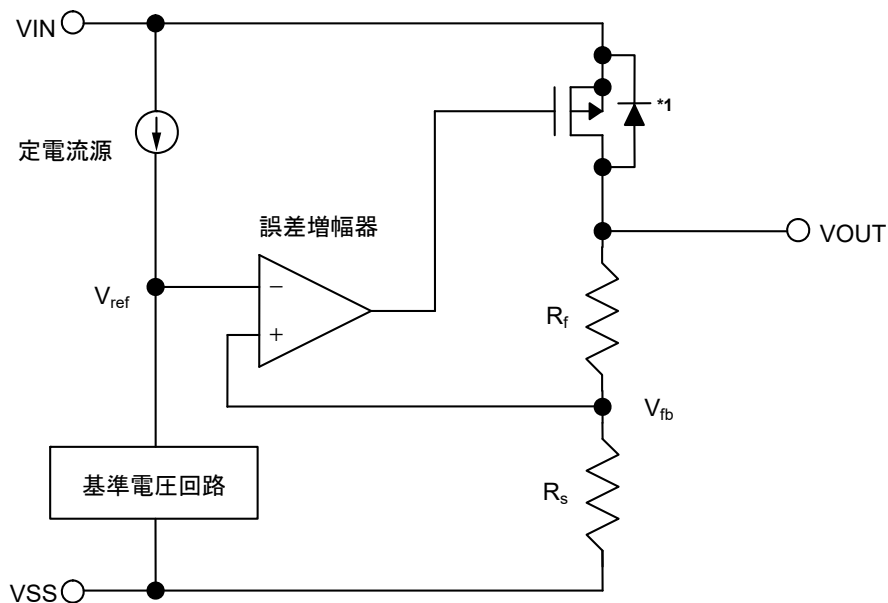 VIN
*1
定電流源
誤差増幅器
VOUT
Vref
−
+
Rf
Vfb
基準電圧回路
Rs
VSS